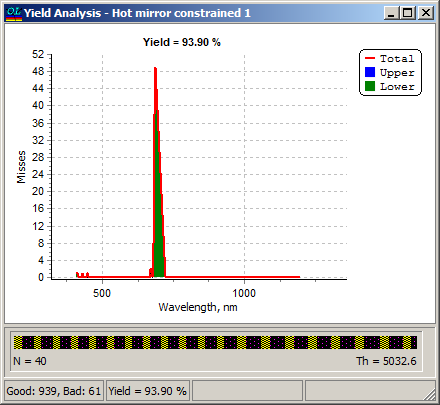 OL Yield Analysis - Hot mirror constrained 1
Yield = 93.90 %
Total
Upper
Lower
52
48
44
40
36
32
28
24
20
16
12
8
4
0
Misses
500 1000
Wavelength, nm
N = 40 Th = 5032.6
Good: 939, Bad: 61 Yield = 93.90 %